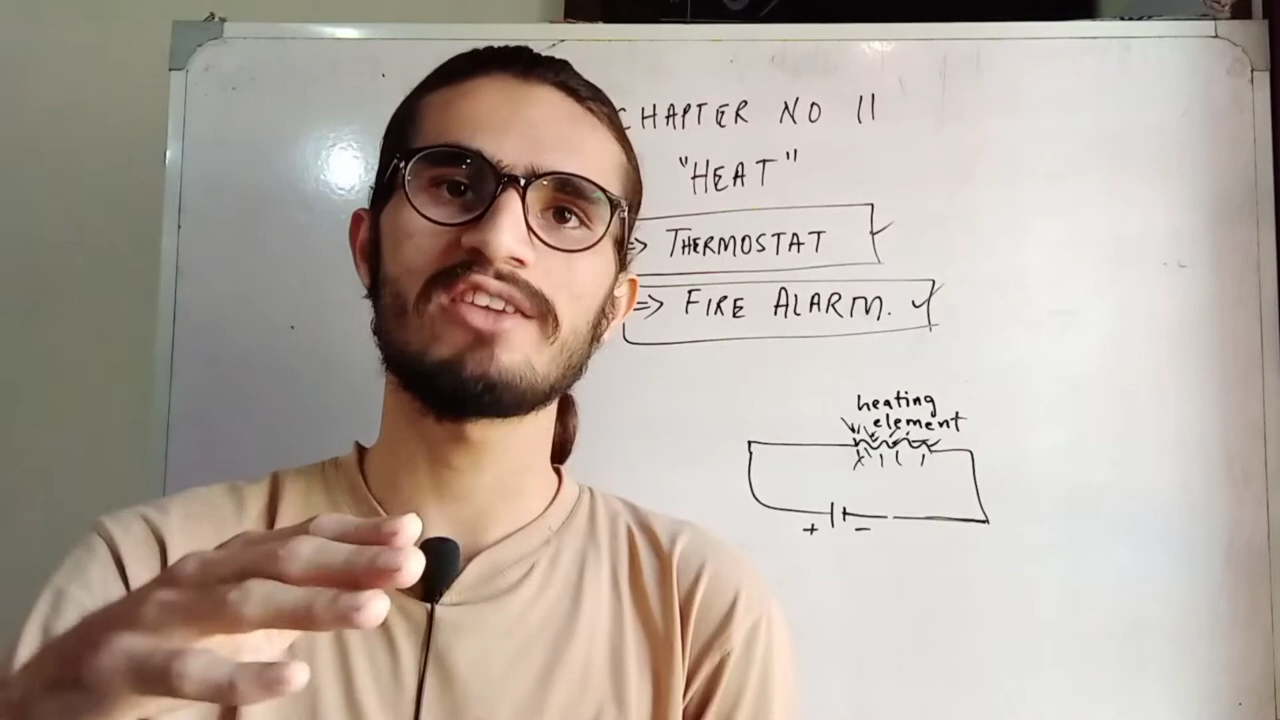 CHAPTER NO 11
"HEAT"
=> THERMOSTAT
=> FIRE ALARM.
heating
element
+ -